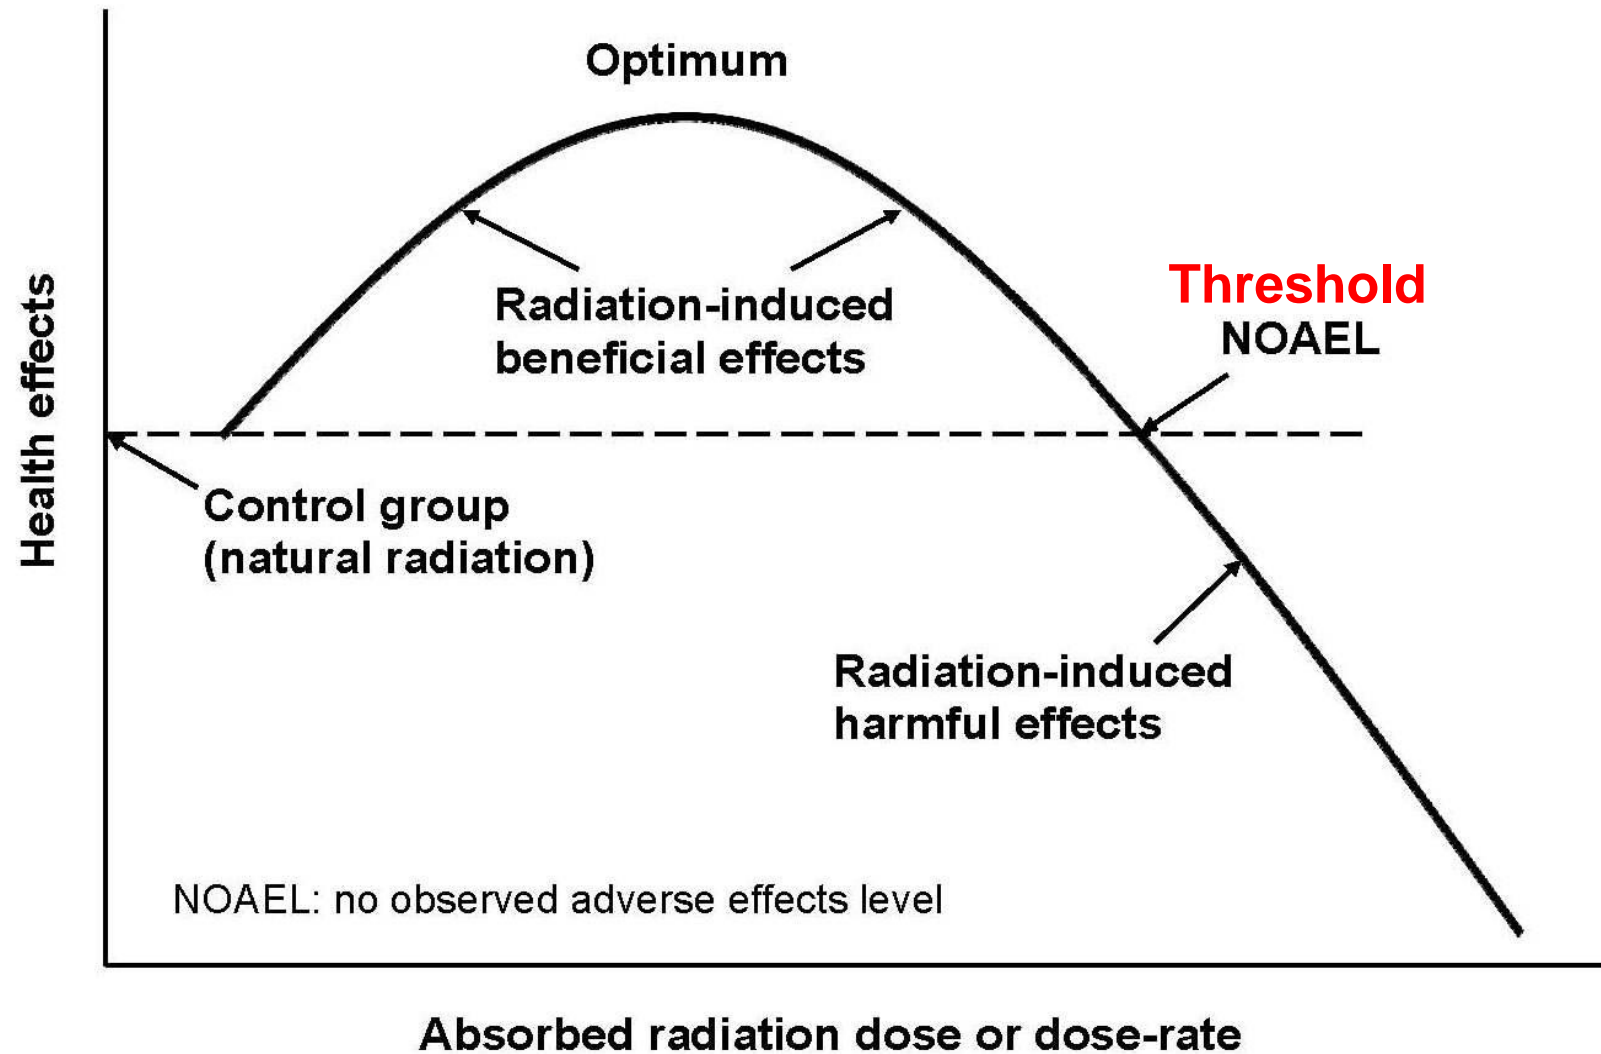 Optimum
Threshold
NOAEL
Radiation-induced
beneficial effects
Health effects
Control group
(natural radiation)
Radiation-induced
harmful effects
NOAEL: no observed adverse effects level
Absorbed radiation dose or dose-rate